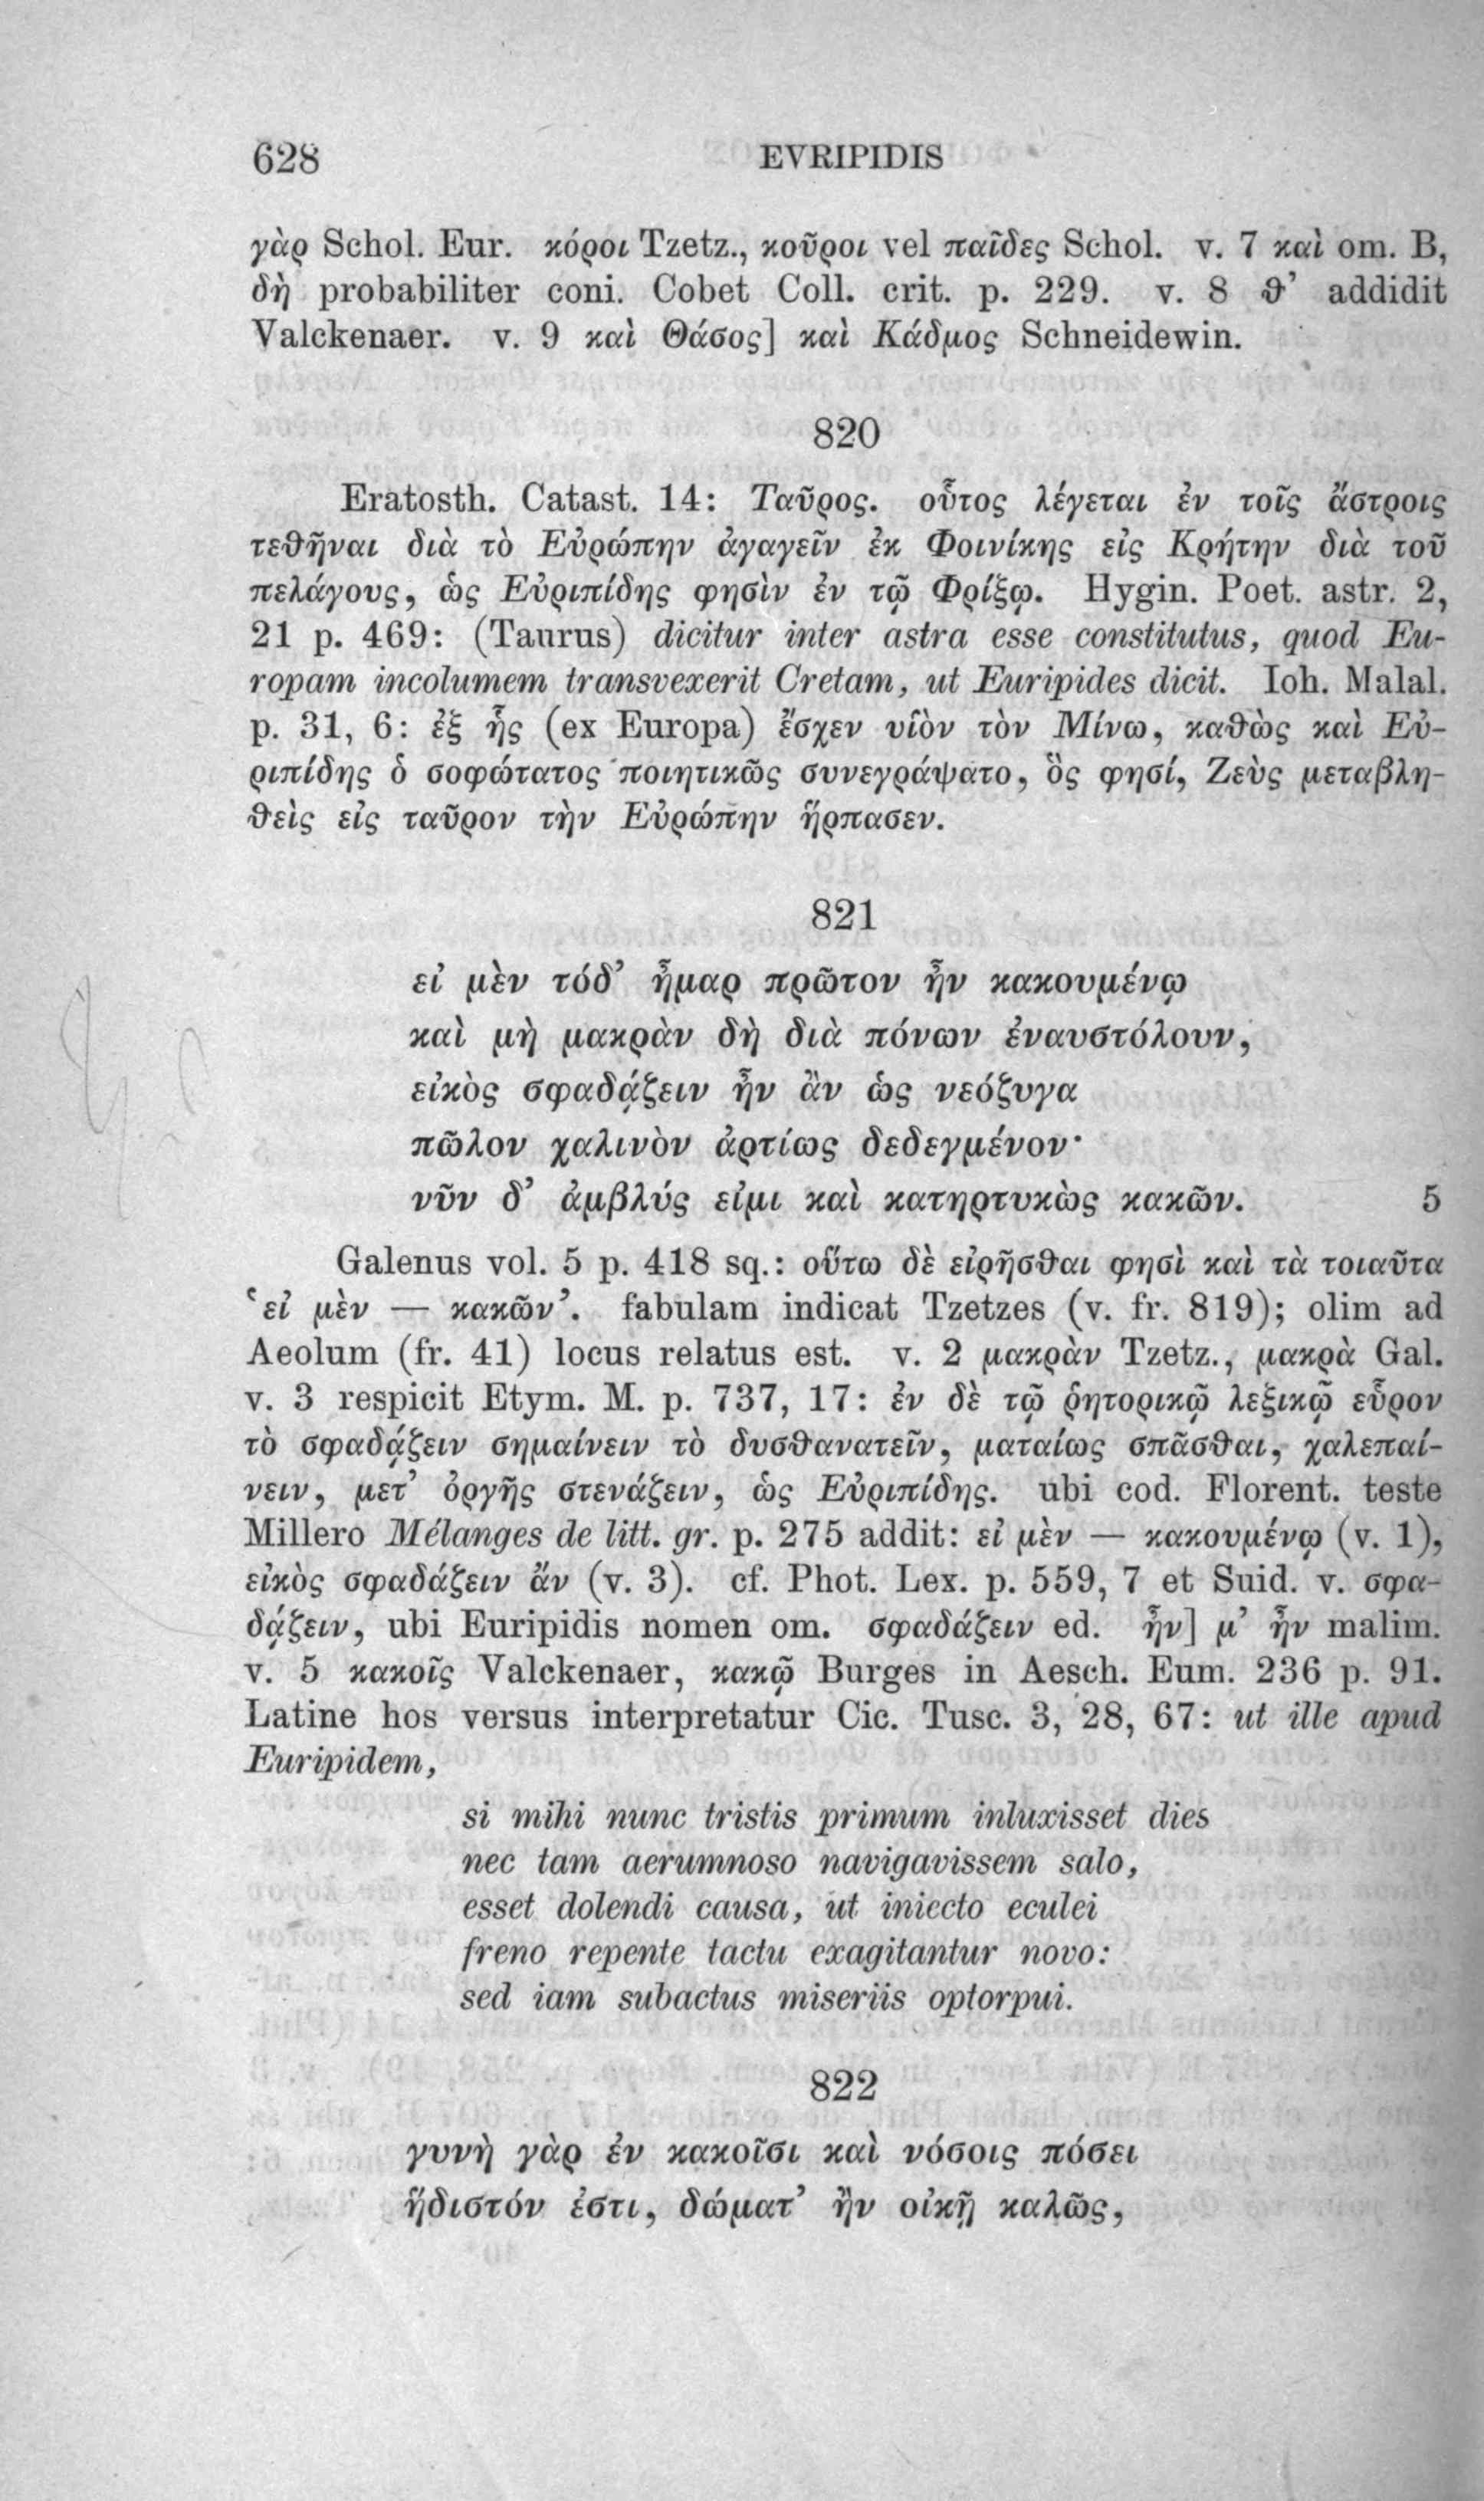 628 EVRIPIDIS
γὰρ Schol. Eur. κόροι Tzetz., κοῦροι vel παῖδες Schol. v. 7 καὶ om. B,
δὴ probabiliter coni. Cobet Coll. crit. p. 229. v. 8 θ’ addidit
Valckenaer. v. 9 καὶ Θάσος] καὶ Κάδμος Schneidewin.
820
Eratosth. Catast. 14: Ταῦρος. οὗτος λέγεται ἐν τοῖς ἄστροις
τεθῆναι διὰ τὸ Εὐρώπην ἀγαγεῖν ἐκ Φοινίκης εἰς Κρήτην διὰ τοῦ
πελάγους, ὡς Εὐριπίδης φησὶν ἐν τῷ Φρίξῳ. Hygin. Poet. astr. 2,
21 p. 469: (Taurus) dicitur inter astra esse constitutus, quod Eu-
ropam incolumem transvexerit Cretam, ut Euripides dicit. Ioh. Malal.
p. 31, 6: ἐξ ἧς (ex Europa) ἔσχεν υἱὸν τὸν Μίνω, καθὼς καὶ Εὐ-
ριπίδης ὁ σοφώτατος ποιητικῶς συνεγράψατο, ὅς φησί, Ζεὺς μεταβλη-
θεὶς εἰς ταῦρον τὴν Εὐρώπην ἥρπασεν.
821
εἰ μὲν τόδ’ ἦμαρ πρῶτον ἦν κακουμένῳ
καὶ μὴ μακρὰν δὴ διὰ πόνων ἐναυστόλουν,
εἰκὸς σφαδᾴζειν ἦν ἂν ὡς νεόζυγα
πῶλον χαλινὸν ἀρτίως δεδεγμένον·
νῦν δ’ ἀμβλύς εἰμι καὶ κατηρτυκὼς κακῶν. 5
Galenus vol. 5 p. 418 sq.: οὕτω δὲ εἰρῆσθαι φησὶ καὶ τὰ τοιαῦτα
‘εἰ μὲν — κακῶν’. fabulam indicat Tzetzes (v. fr. 819); olim ad
Aeolum (fr. 41) locus relatus est. v. 2 μακρὰν Tzetz., μακρὰ Gal.
v. 3 respicit Etym. M. p. 737, 17: ἐν δὲ τῷ ῥητορικῷ λεξικῷ εὗρον
τὸ σφαδᾴζειν σημαίνειν τὸ δυσθανατεῖν, ματαίως σπᾶσθαι, χαλεπαί-
νειν, μετ’ ὀργῆς στενάζειν, ὡς Εὐριπίδης. ubi cod. Florent. teste
Millero Mélanges de litt. gr. p. 275 addit: εἰ μὲν — κακουμένῳ (v. 1),
εἰκὸς σφαδάζειν ἄν (v. 3). cf. Phot. Lex. p. 559, 7 et Suid. v. σφα-
δᾴζειν, ubi Euripidis nomen om. σφαδάζειν ed. ἦν] μ’ ἦν malim.
v. 5 κακοῖς Valckenaer, κακῷ Burges in Aesch. Eum. 236 p. 91.
Latine hos versus interpretatur Cic. Tusc. 3, 28, 67: ut ille apud
Euripidem,
si mihi nunc tristis primum inluxisset dies
nec tam aerumnoso navigavissem salo,
esset dolendi causa, ut iniecto eculei
freno repente tactu exagitantur novo:
sed iam subactus miseriis optorpui.
822
γυνὴ γὰρ ἐν κακοῖσι καὶ νόσοις πόσει
ἥδιστόν ἐστι, δώματ’ ἢν οἰκῇ καλῶς,